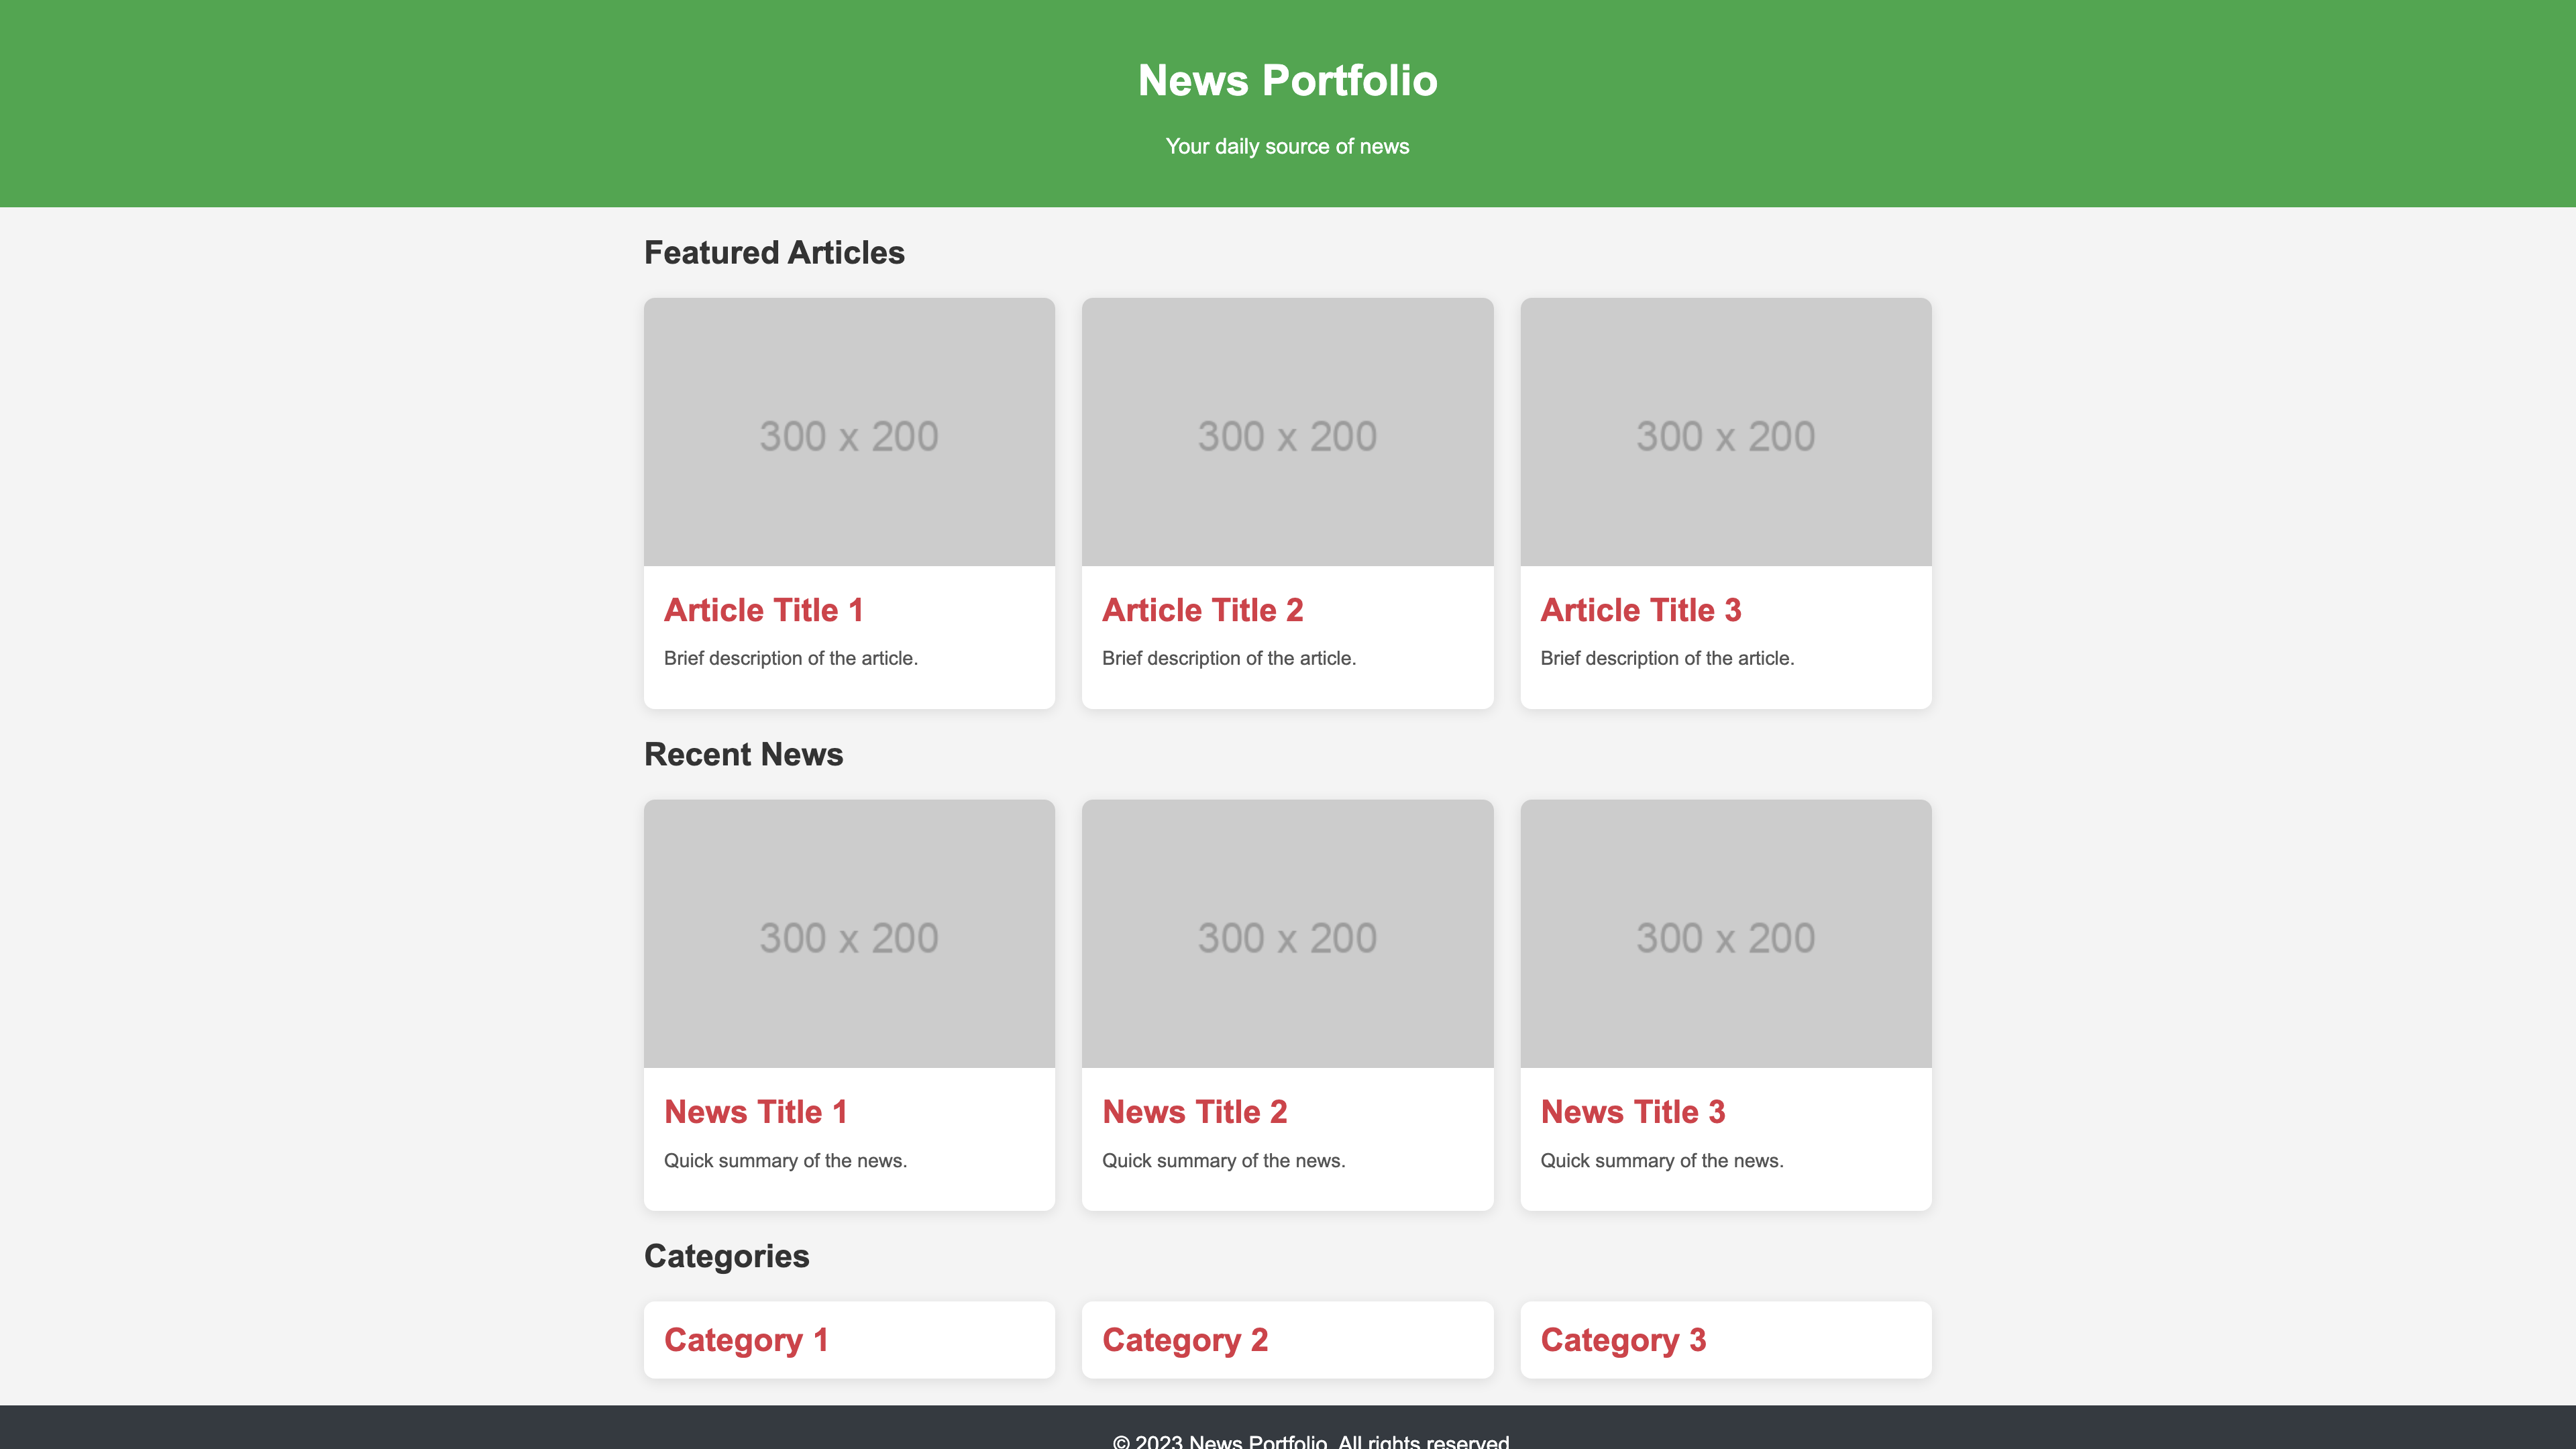 News Portfolio
Your daily source of news
Featured Articles
300 x 200
300 x 200
300 x 200
Article Title 1
Article Title 2
Article Title 3
Brief description of the article.
Brief description of the article.
Brief description of the article.
Recent News
300 x 200
300 x 200
300 x 200
News Title 1
News Title 2
News Title 3
Quick summary of the news.
Quick summary of the news.
Quick summary of the news.
Categories
Category 1
Category 2
Category 3
© 2023 News Portfolio. All rights reserved